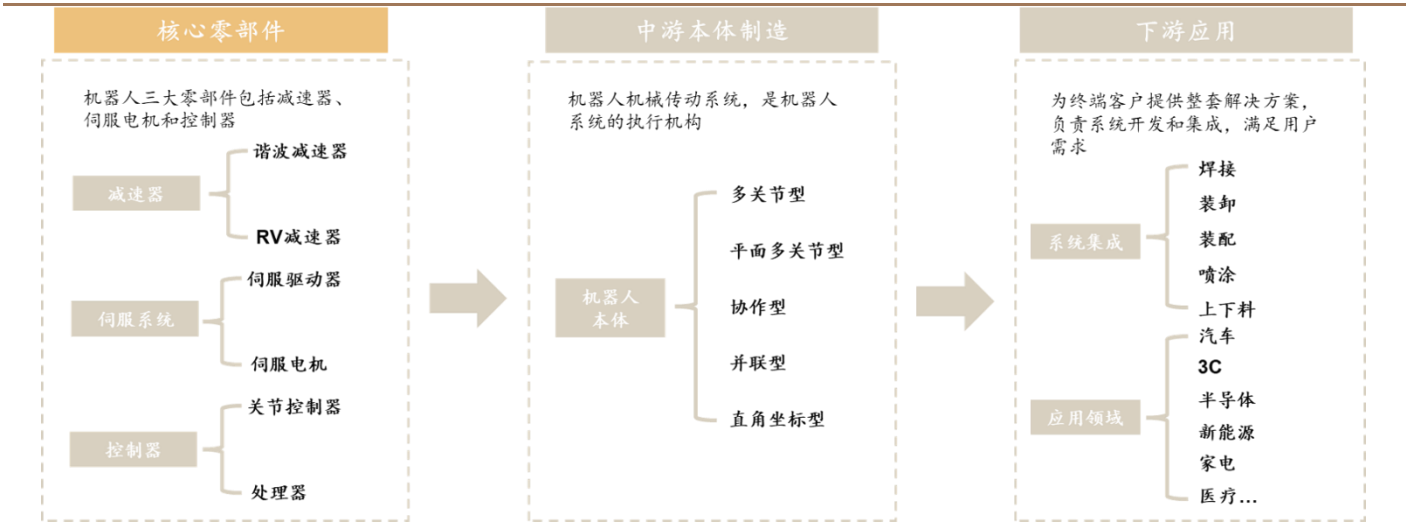 核心零部件
机器人三大零部件包括减速器、
伺服电机和控制器
减速器
谐波减速器
RV减速器
伺服系统
伺服驱动器
伺服电机
控制器
关节控制器
处理器
中游本体制造
机器人机械传动系统，是机器人
系统的执行机构
机器人
本体
多关节型
平面多关节型
协作型
并联型
直角坐标型
下游应用
为终端客户提供整套解决方案，
负责系统开发和集成，满足用户
需求
系统集成
焊接
装卸
装配
喷涂
上下料
应用领域
汽车
3C
半导体
新能源
家电
医疗...